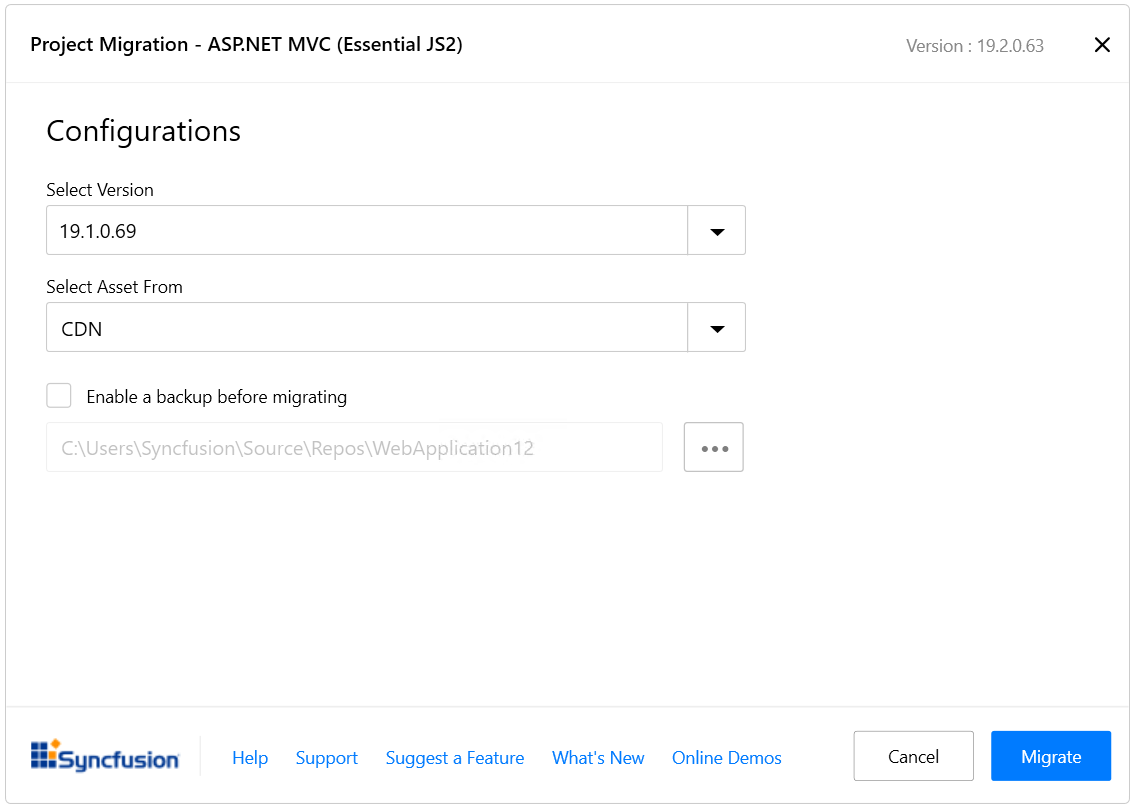 Project Migration - ASP.NET MVC (Essential JS2)
Version : 19.2.0.63
Configurations
Select Version
19.1.0.69
Select Asset From
CDN
Enable a backup before migrating
C:\Users\Syncfusion\Source\Repos\WebApplication12
Syncfusion Help Support Suggest a Feature What's New Online Demos Cancel Migrate